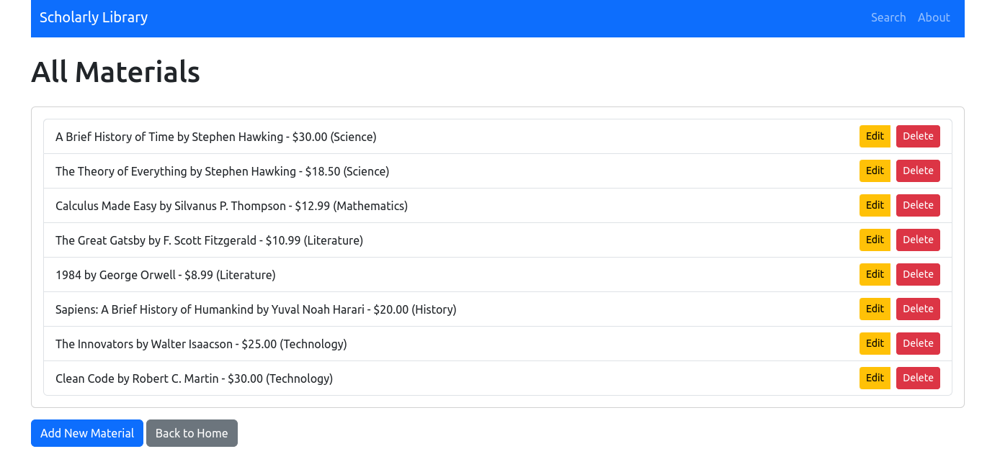 Scholarly Library Search About
All Materials
A Brief History of Time by Stephen Hawking - $30.00 (Science) Edit Delete
The Theory of Everything by Stephen Hawking - $18.50 (Science) Edit Delete
Calculus Made Easy by Silvanus P. Thompson - $12.99 (Mathematics) Edit Delete
The Great Gatsby by F. Scott Fitzgerald - $10.99 (Literature) Edit Delete
1984 by George Orwell - $8.99 (Literature) Edit Delete
Sapiens: A Brief History of Humankind by Yuval Noah Harari - $20.00 (History) Edit Delete
The Innovators by Walter Isaacson - $25.00 (Technology) Edit Delete
Clean Code by Robert C. Martin - $30.00 (Technology) Edit Delete
Add New Material Back to Home